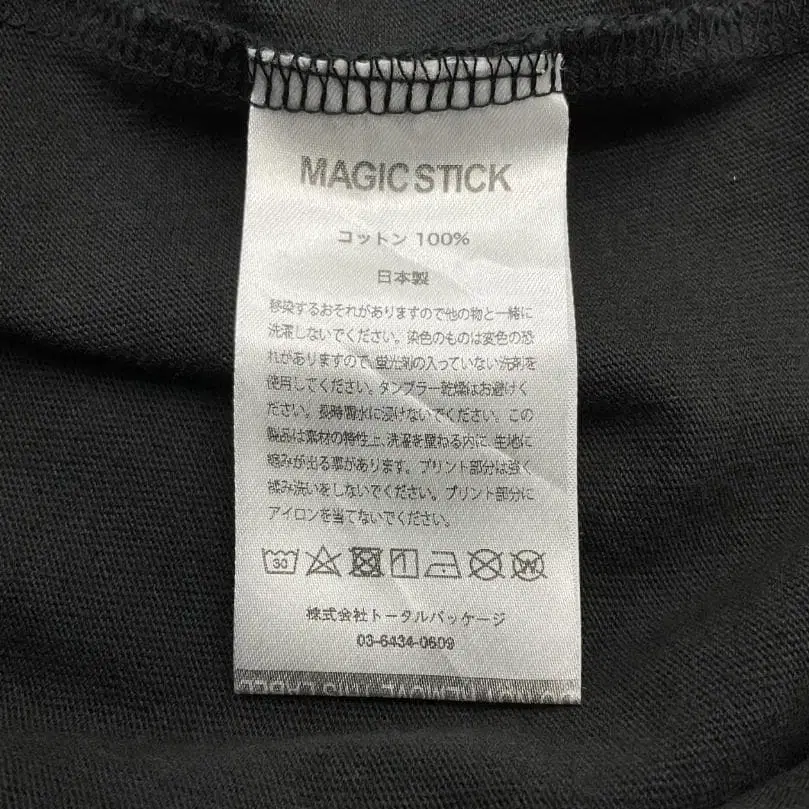 MAGIC STICK
コットン 100%
日本製
移染するおそれがありますので他の物と一緒に
洗濯しないでください。染色のものは変色の恐
れがありますので、蛍光剤の入っていない洗剤を
使用してください。タンブラー乾燥はお避けく
ださい。長時間水に浸けないでください。この
製品は素材の特性上、洗濯を重ねる内に、生地に
縮みが出る事があります。プリント部分は強く
揉み洗いをしないでください。プリント部分に
アイロンを当てないでください。
30
W
株式会社トータルパッケージ
03-6434-0609